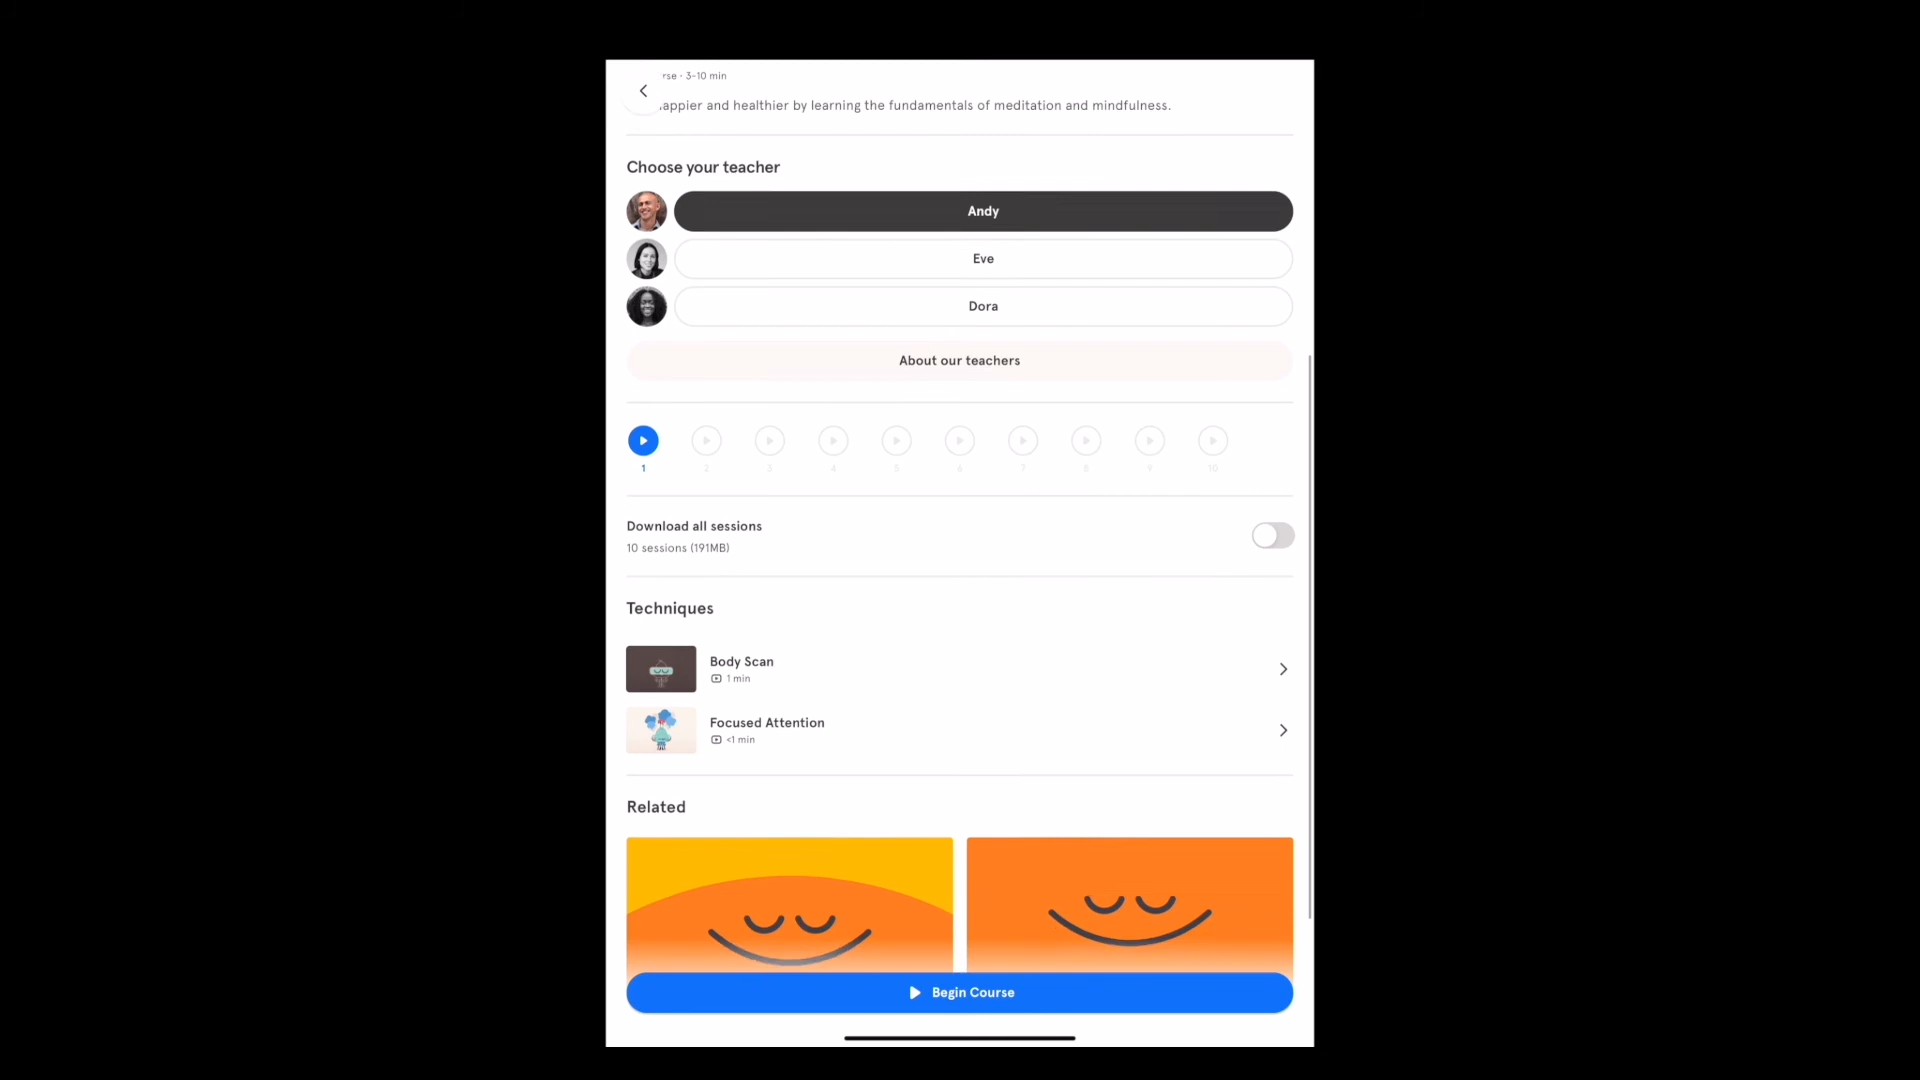 rse · 3-10 min
appier and healthier by learning the fundamentals of meditation and mindfulness.
Choose your teacher
Andy
Eve
Dora
About our teachers
1 2 3 4 5 6 7 8 9 10
Download all sessions
10 sessions (191MB)
Techniques
Body Scan
1 min
Focused Attention
<1 min
Related
Begin Course